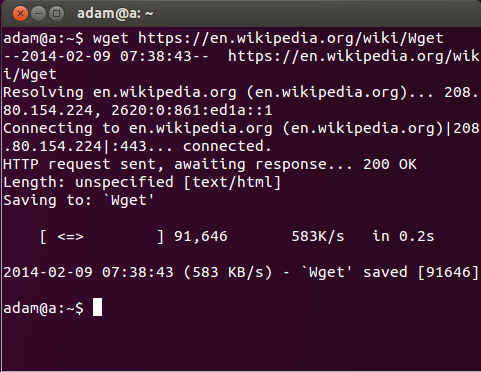 adam@a: ~
adam@a:~$ wget https://en.wikipedia.org/wiki/Wget
--2014-02-09 07:38:43--  https://en.wikipedia.org/wik
i/Wget
Resolving en.wikipedia.org (en.wikipedia.org)... 208.
80.154.224, 2620:0:861:ed1a::1
Connecting to en.wikipedia.org (en.wikipedia.org)|208
.80.154.224|:443... connected.
HTTP request sent, awaiting response... 200 OK
Length: unspecified [text/html]
Saving to: `Wget'
[ <=>        ] 91,646       583K/s   in 0.2s
2014-02-09 07:38:43 (583 KB/s) - `Wget' saved [91646]
adam@a:~$